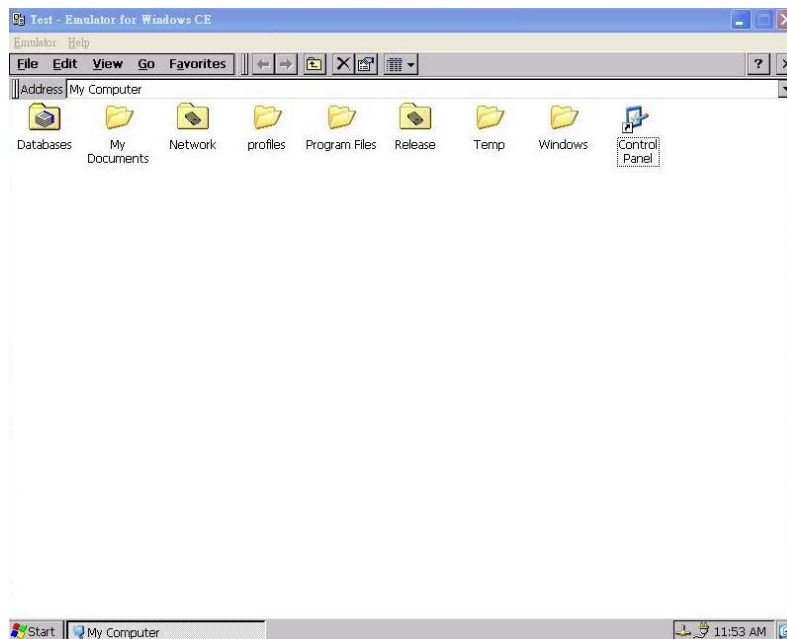 Test - Emulator for Windows CE
Emulator Help
File Edit View Go Favorites ?
Address My Computer
Databases My Documents Network profiles Program Files Release Temp Windows Control Panel
Start My Computer 11:53 AM